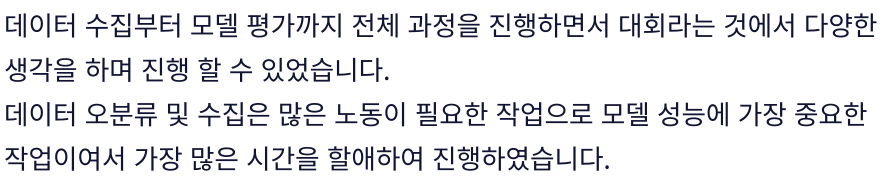 데이터 수집부터 모델 평가까지 전체 과정을 진행하면서 대회라는 것에서 다양한
생각을 하며 진행 할 수 있었습니다.
데이터 오분류 및 수집은 많은 노동이 필요한 작업으로 모델 성능에 가장 중요한
작업이여서 가장 많은 시간을 할애하여 진행하였습니다.